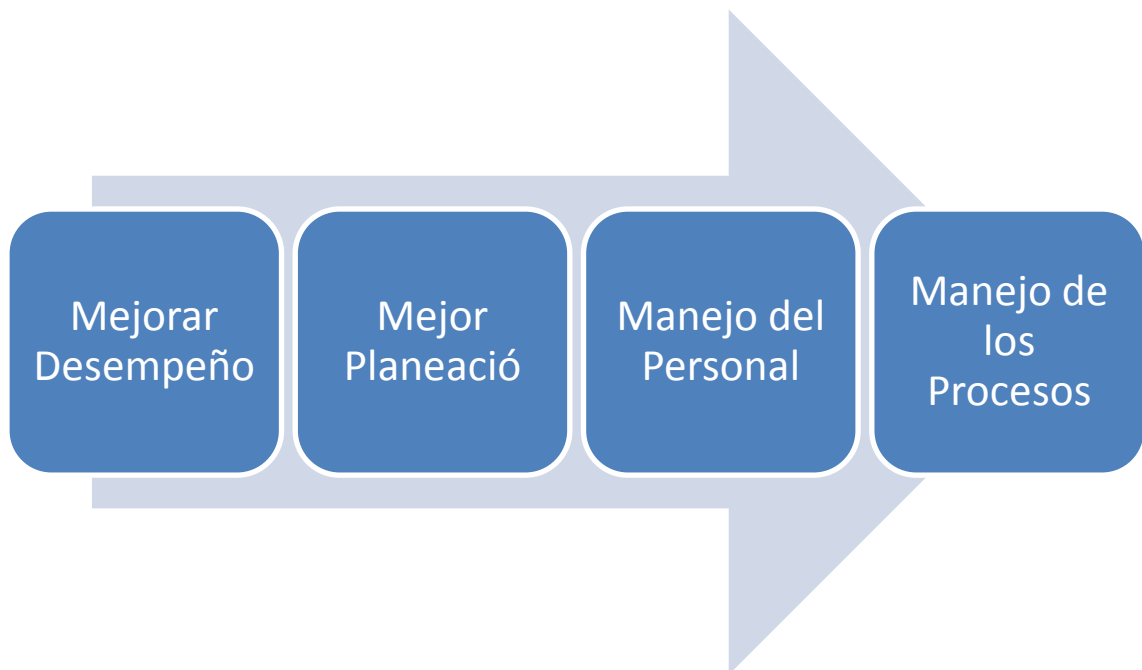 Mejorar
Desempeño
Mejor
Planeació
Manejo del
Personal
Manejo de
los
Procesos